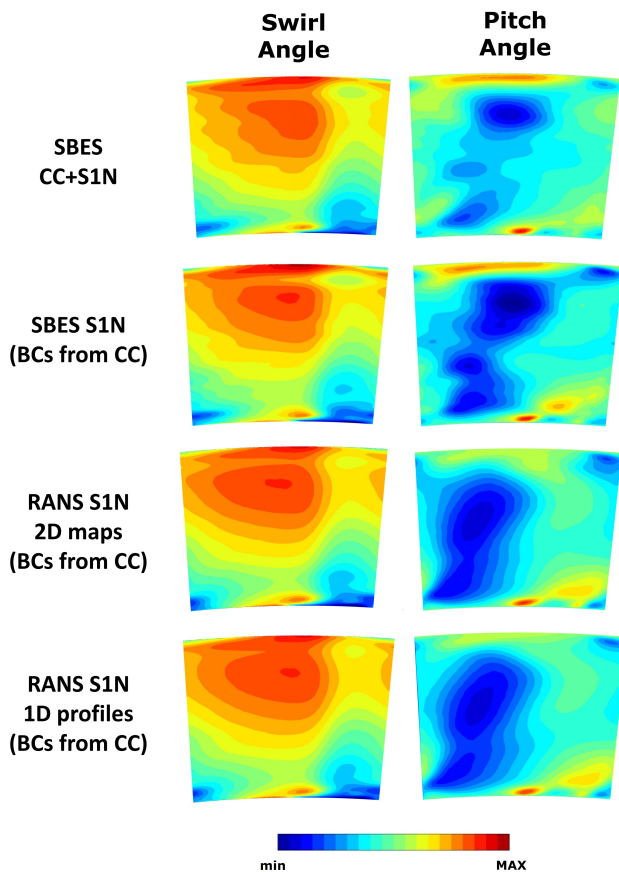 Swirl
Angle
Pitch
Angle
SBES
CC+S1N
SBES S1N
(BCs from CC)
RANS S1N
2D maps
(BCs from CC)
RANS S1N
1D profiles
(BCs from CC)
min
MAX